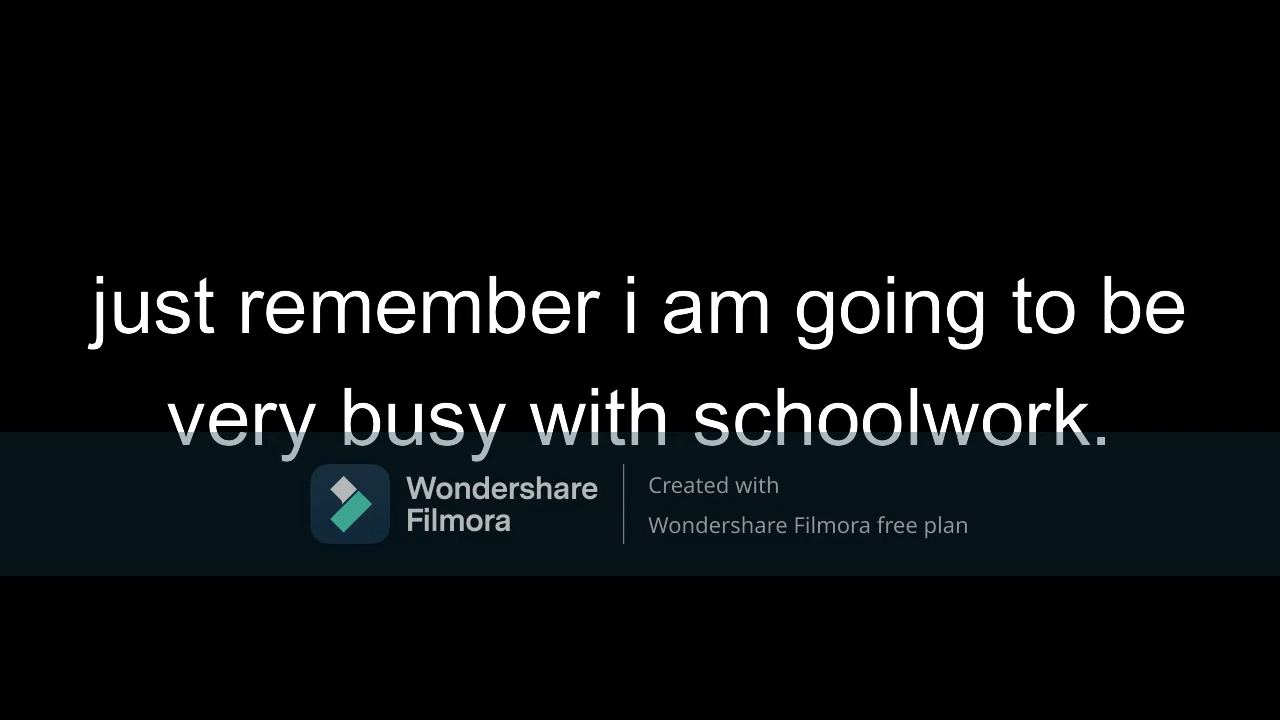 just remember i am going to be
very busy with schoolwork.
Wondershare
Filmora
Created with
Wondershare Filmora free plan